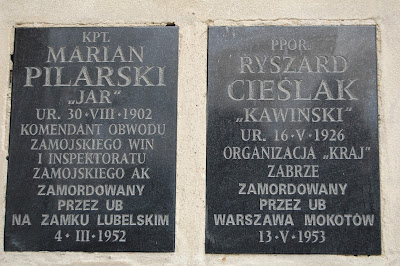 KPT.
MARIAN
PILARSKI
„JAR”
UR. 30·VIII·1902
KOMENDANT OBWODU
ZAMOJSKIEGO WIN
I INSPEKTORATU
ZAMOJSKIEGO AK
ZAMORDOWANY
PRZEZ UB
NA ZAMKU LUBELSKIM
4·III·1952
PPOR.
RYSZARD
CIEŚLAK
„KAWIŃSKI”
UR. 16·V·1926
ORGANIZACJA „KRAJ”
ZABRZE
ZAMORDOWANY
PRZEZ UB
WARSZAWA MOKOTÓW
13·V·1953